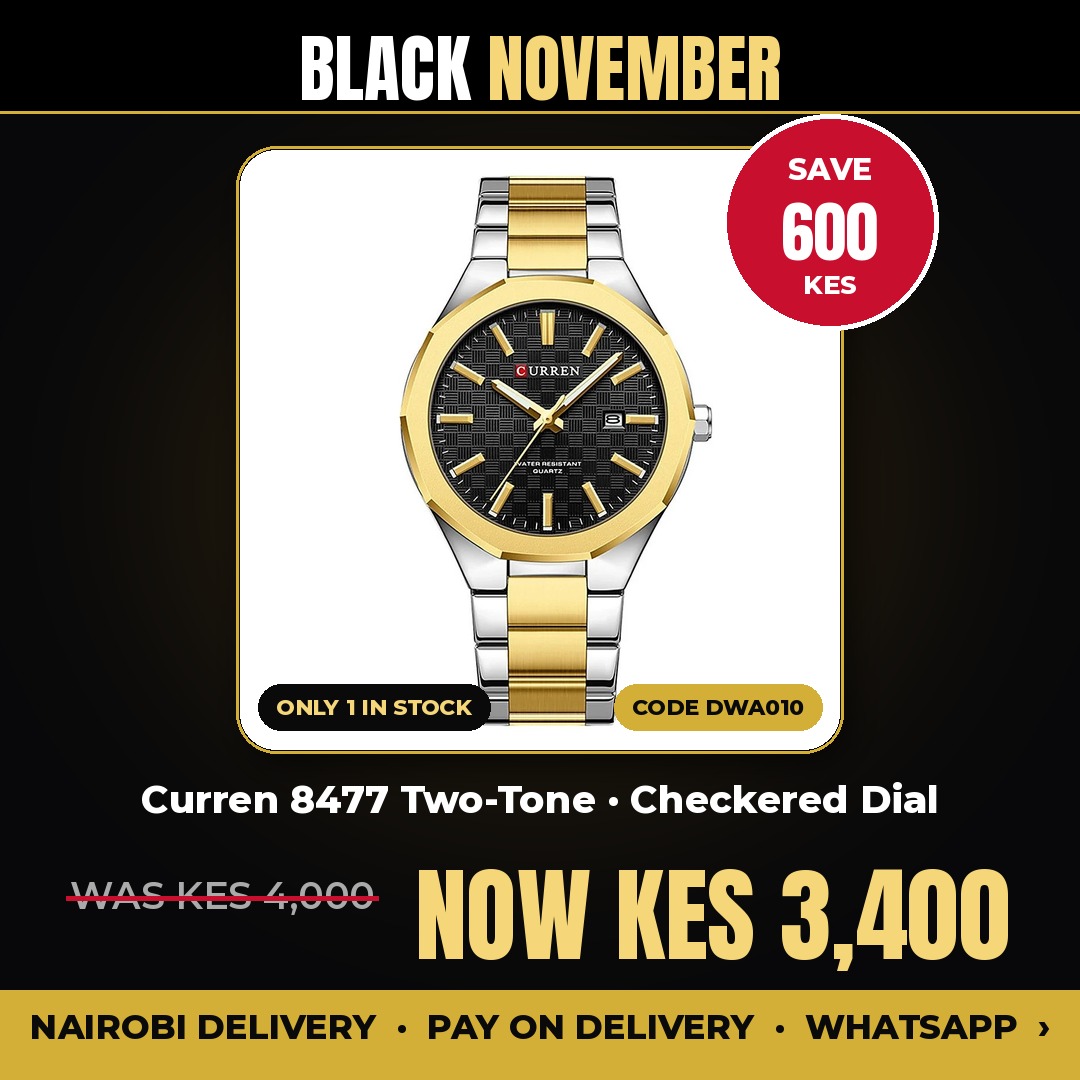 BLACK NOVEMBER
SAVE
600
KES
CURREN
8
WATER RESISTANT
QUARTZ
ONLY 1 IN STOCK
CODE DWA010
Curren 8477 Two-Tone • Checkered Dial
WAS KES 4,000
NOW KES 3,400
NAIROBI DELIVERY • PAY ON DELIVERY • WHATSAPP ›